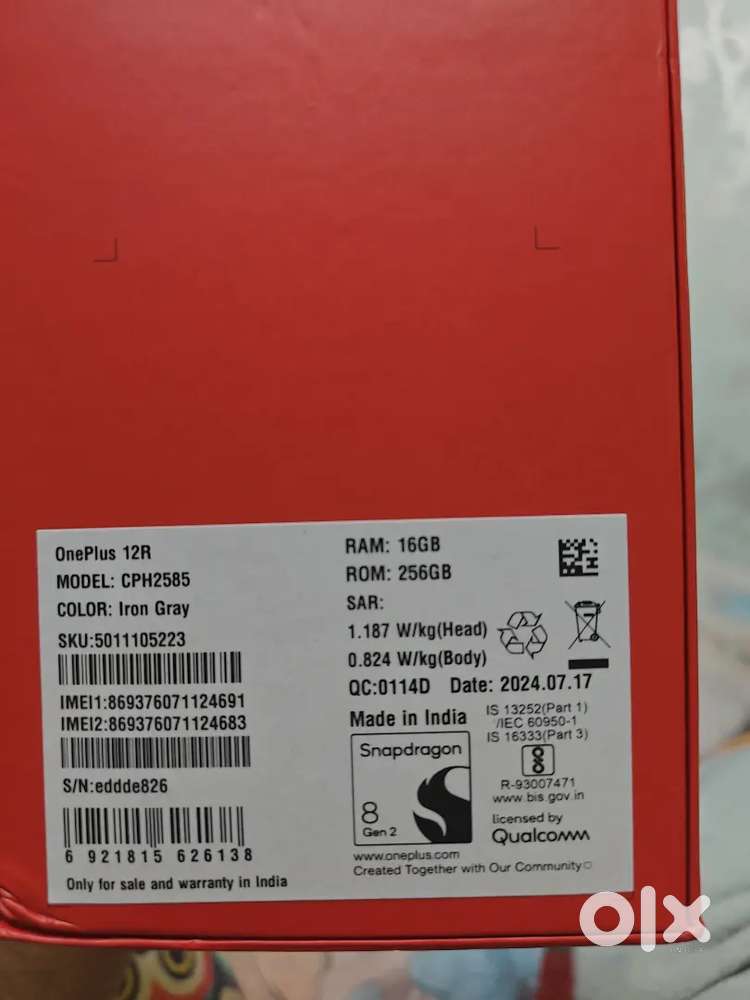 OnePlus 12R
MODEL: CPH2585
COLOR: Iron Gray
SKU:5011105223
IMEI1:869376071124691
IMEI2:869376071124683
S/N:eddde826
6 921815 626138
Only for sale and warranty in India
RAM: 16GB
ROM: 256GB
SAR:
1.187 W/kg(Head)
0.824 W/kg(Body)
QC:0114D Date: 2024.07.17
Made in India
IS 13252(Part 1)
/IEC 60950-1
IS 16333(Part 3)
R-93007471
www.bis.gov.in
Snapdragon
8
Gen 2
licensed by
Qualcomm
www.oneplus.com
Created Together with Our Community
olx